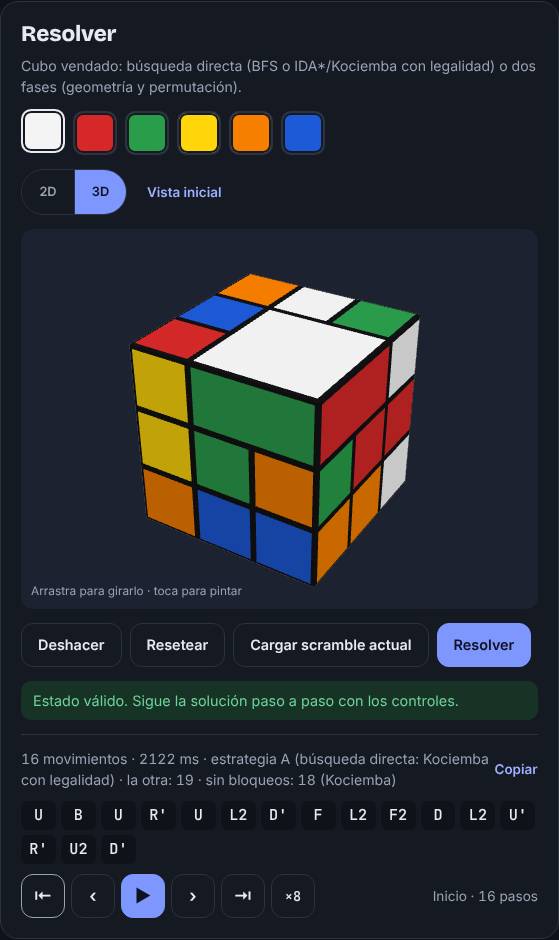 Resolver
Cubo vendado: búsqueda directa (BFS o IDA*/Kociemba con legalidad) o dos
fases (geometría y permutación).
2D 3D Vista inicial
Arrastra para girarlo · toca para pintar
Deshacer Resetear Cargar scramble actual Resolver
Estado válido. Sigue la solución paso a paso con los controles.
16 movimientos · 2122 ms · estrategia A (búsqueda directa: Kociemba
con legalidad) · la otra: 19 · sin bloqueos: 18 (Kociemba)
Copiar
U B U R' U L2 D' F L2 F2 D L2 U'
R' U2 D'
×8 Inicio · 16 pasos